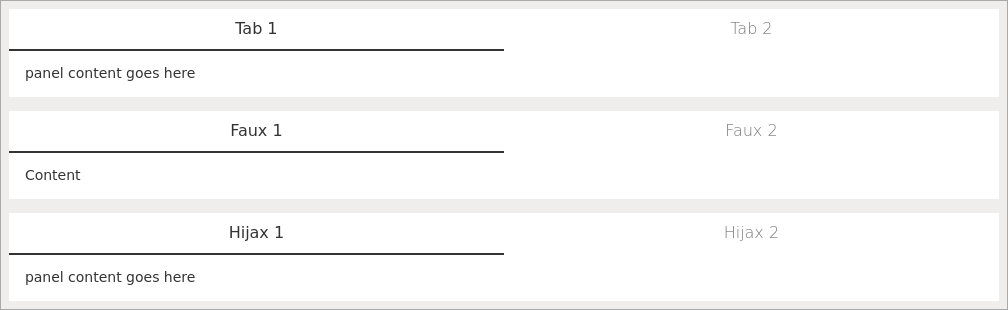 Tab 1 Tab 2
panel content goes here
Faux 1 Faux 2
Content
Hijax 1 Hijax 2
panel content goes here